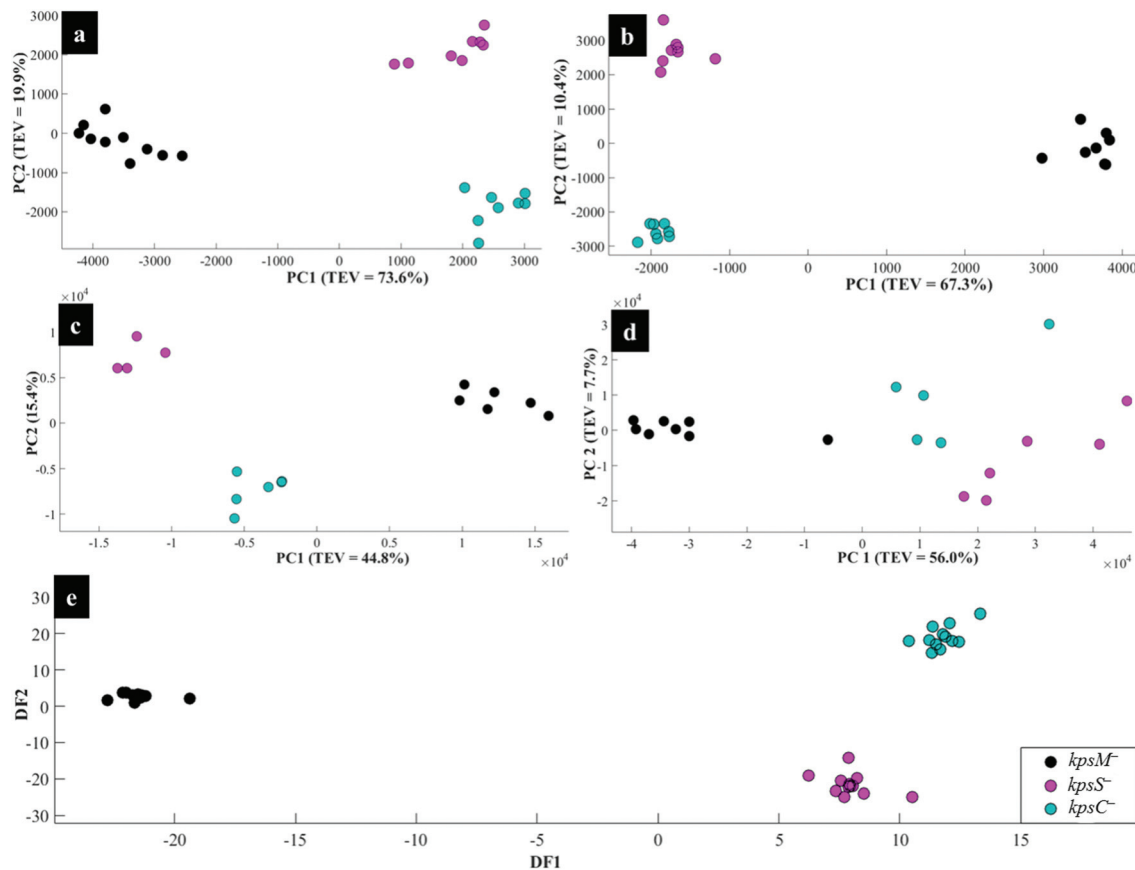 a
3000
2000
1000
0
-1000
-2000
PC2 (TEV = 19.9%)
-4000 -3000 -2000 -1000 0 1000 2000 3000
PC1 (TEV = 73.6%)
b
3000
2000
1000
0
-1000
-2000
-3000
PC2 (TEV = 10.4%)
-2000 -1000 0 1000 2000 3000 4000
PC1 (TEV = 67.3%)
c
×10⁴
1
0.5
0
-0.5
-1
PC2 (15.4%)
-1.5 -1 -0.5 0 0.5 1 1.5
PC1 (TEV = 44.8%)
×10⁴
d
×10⁴
3
2
1
0
-1
-2
PC 2 (TEV = 7.7%)
-4 -3 -2 -1 0 1 2 3 4
PC 1 (TEV = 56.0%)
×10⁴
e
30
20
10
0
-10
-20
-30
DF2
-20 -15 -10 -5 0 5 10 15
DF1
kpsM⁻
kpsS⁻
kpsC⁻